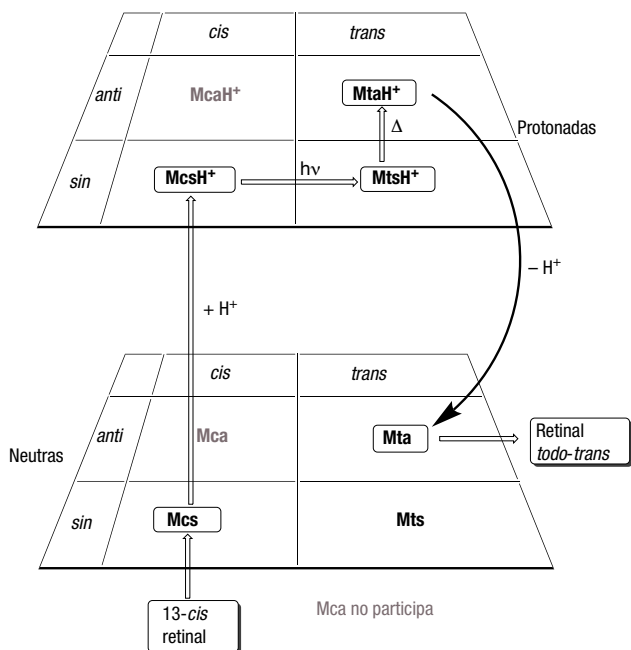 cis trans
anti McaH⁺ MtaH⁺
Protonadas
Δ
sin McsH⁺ hν MtsH⁺
– H⁺
+ H⁺
cis trans
anti Mca Mta Retinal
todo-trans
Neutras
sin Mcs Mts
13-cis
retinal
Mca no participa